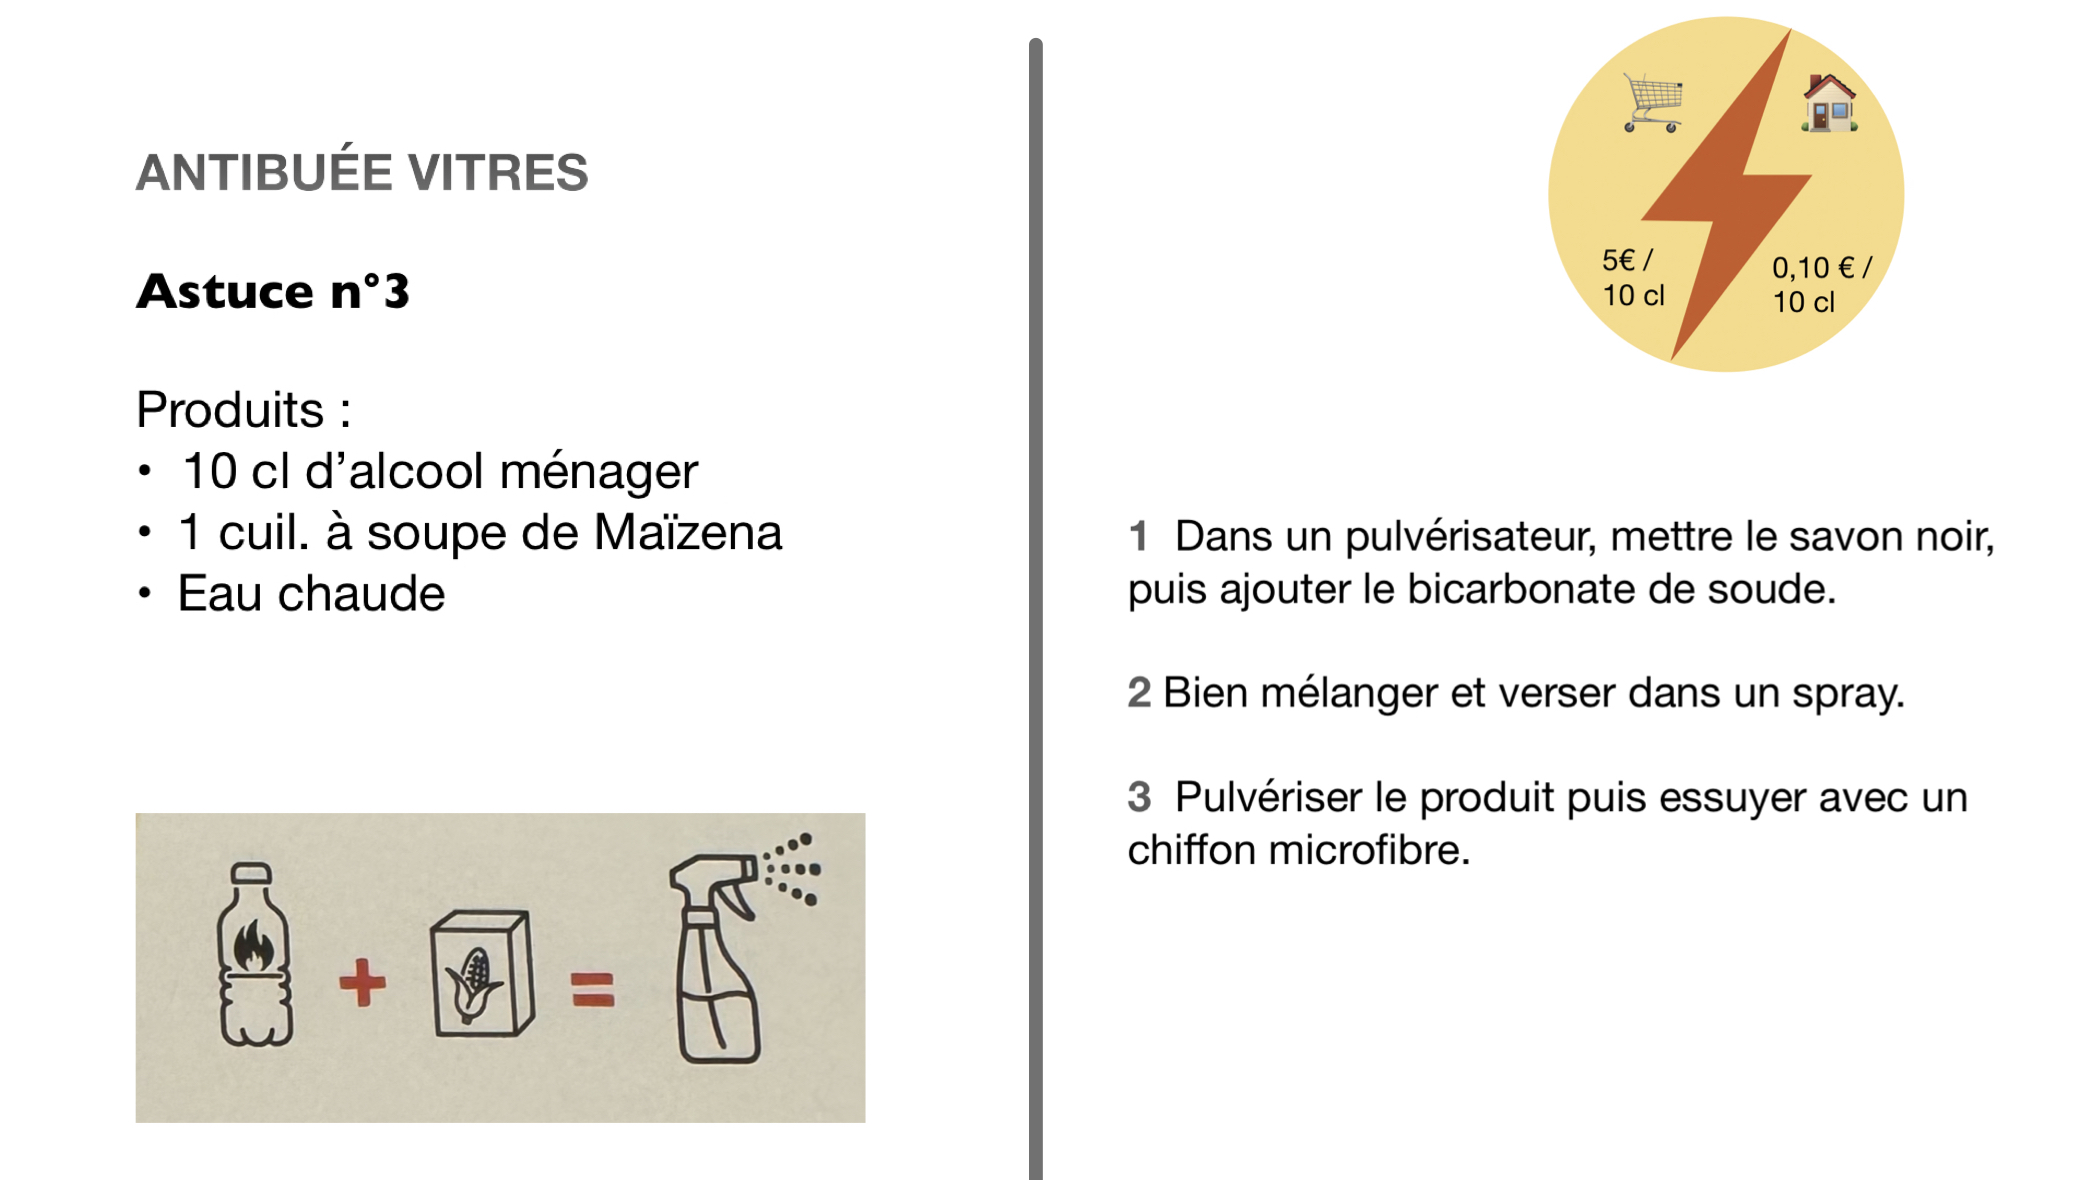 ANTIBUÉE VITRES
Astuce n°3
Produits :
• 10 cl d’alcool ménager
• 1 cuil. à soupe de Maïzena
• Eau chaude
5€ /
10 cl
0,10 € /
10 cl
1 Dans un pulvérisateur, mettre le savon noir,
puis ajouter le bicarbonate de soude.
2 Bien mélanger et verser dans un spray.
3 Pulvériser le produit puis essuyer avec un
chiffon microfibre.